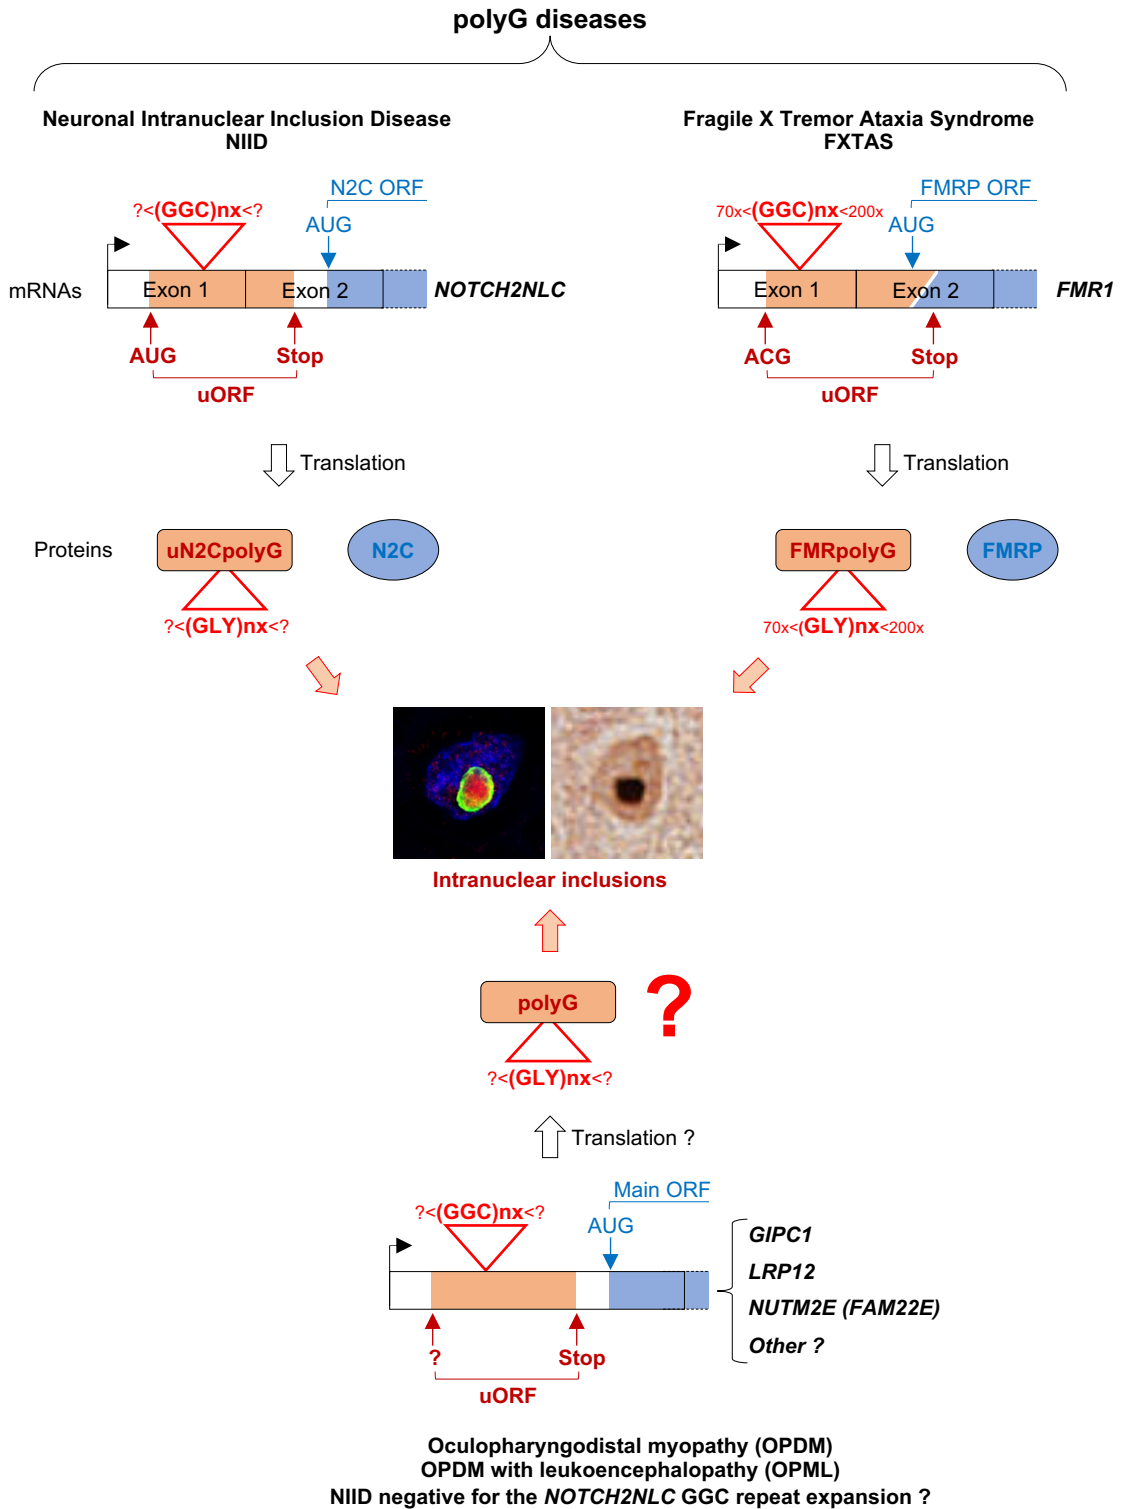 polyG diseases
Neuronal Intranuclear Inclusion Disease
NIID
N2C ORF
?<(GGC)nx<?
AUG
mRNAs
Exon 1
Exon 2
NOTCH2NLC
AUG
Stop
uORF
Translation
Proteins
uN2CpolyG
N2C
?<(GLY)nx<?
Fragile X Tremor Ataxia Syndrome
FXTAS
FMRP ORF
70x<(GGC)nx<200x
AUG
Exon 1
Exon 2
FMR1
ACG
Stop
uORF
Translation
FMRpolyG
FMRP
70x<(GLY)nx<200x
Intranuclear inclusions
polyG
?
?<(GLY)nx<?
Translation ?
Main ORF
?<(GGC)nx<?
AUG
GIPC1
LRP12
NUTM2E (FAM22E)
Other ?
?
Stop
uORF
Oculopharyngodistal myopathy (OPDM)
OPDM with leukoencephalopathy (OPML)
NIID negative for the NOTCH2NLC GGC repeat expansion ?